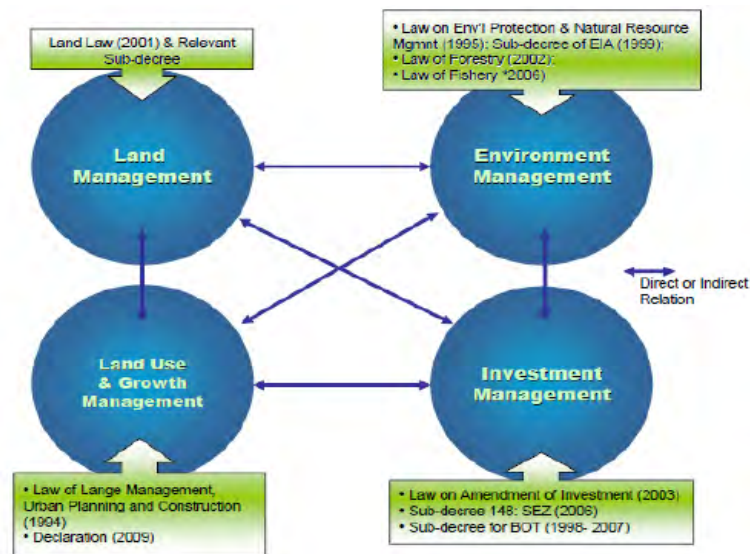 Land Law (2001) & Relevant
Sub-decree
• Law on Env'l Protection & Natural Resource
Mgmnt (1995); Sub-decree of EIA (1999);
• Law of Forestry (2002);
• Law of Fishery *2006)
Land
Management
Environment
Management
Direct or Indirect
Relation
Land Use
& Growth
Management
Investment
Management
• Law of Lange Management,
Urban Planning and Construction
(1994)
• Declaration (2009)
• Law on Amendment of Investment (2003)
• Sub-decree 148: SEZ (2006)
• Sub-decree for BOT (1998- 2007)